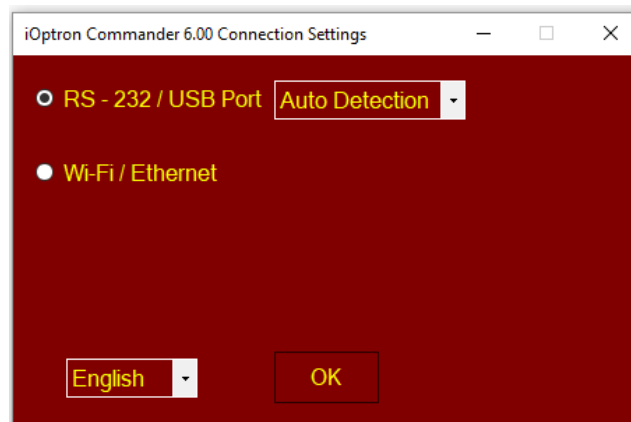 iOptron Commander 6.00 Connection Settings
RS - 232 / USB Port Auto Detection
Wi-Fi / Ethernet
English OK